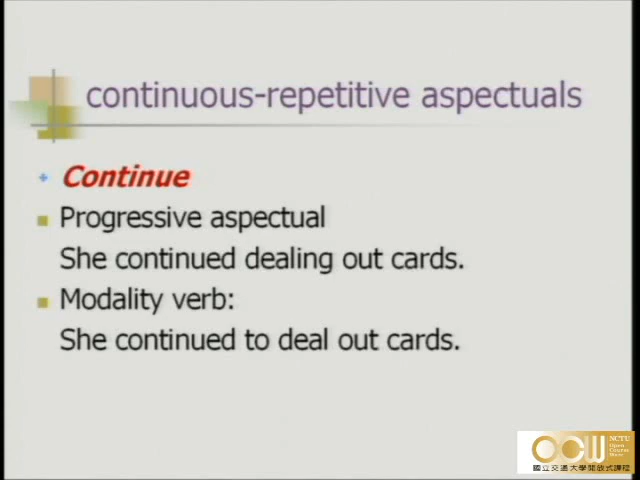 continuous-repetitive aspectuals
Continue
Progressive aspectual
She continued dealing out cards.
Modality verb:
She continued to deal out cards.
OCW
NCTU
Open
Course
Ware
國立交通大學開放式課程